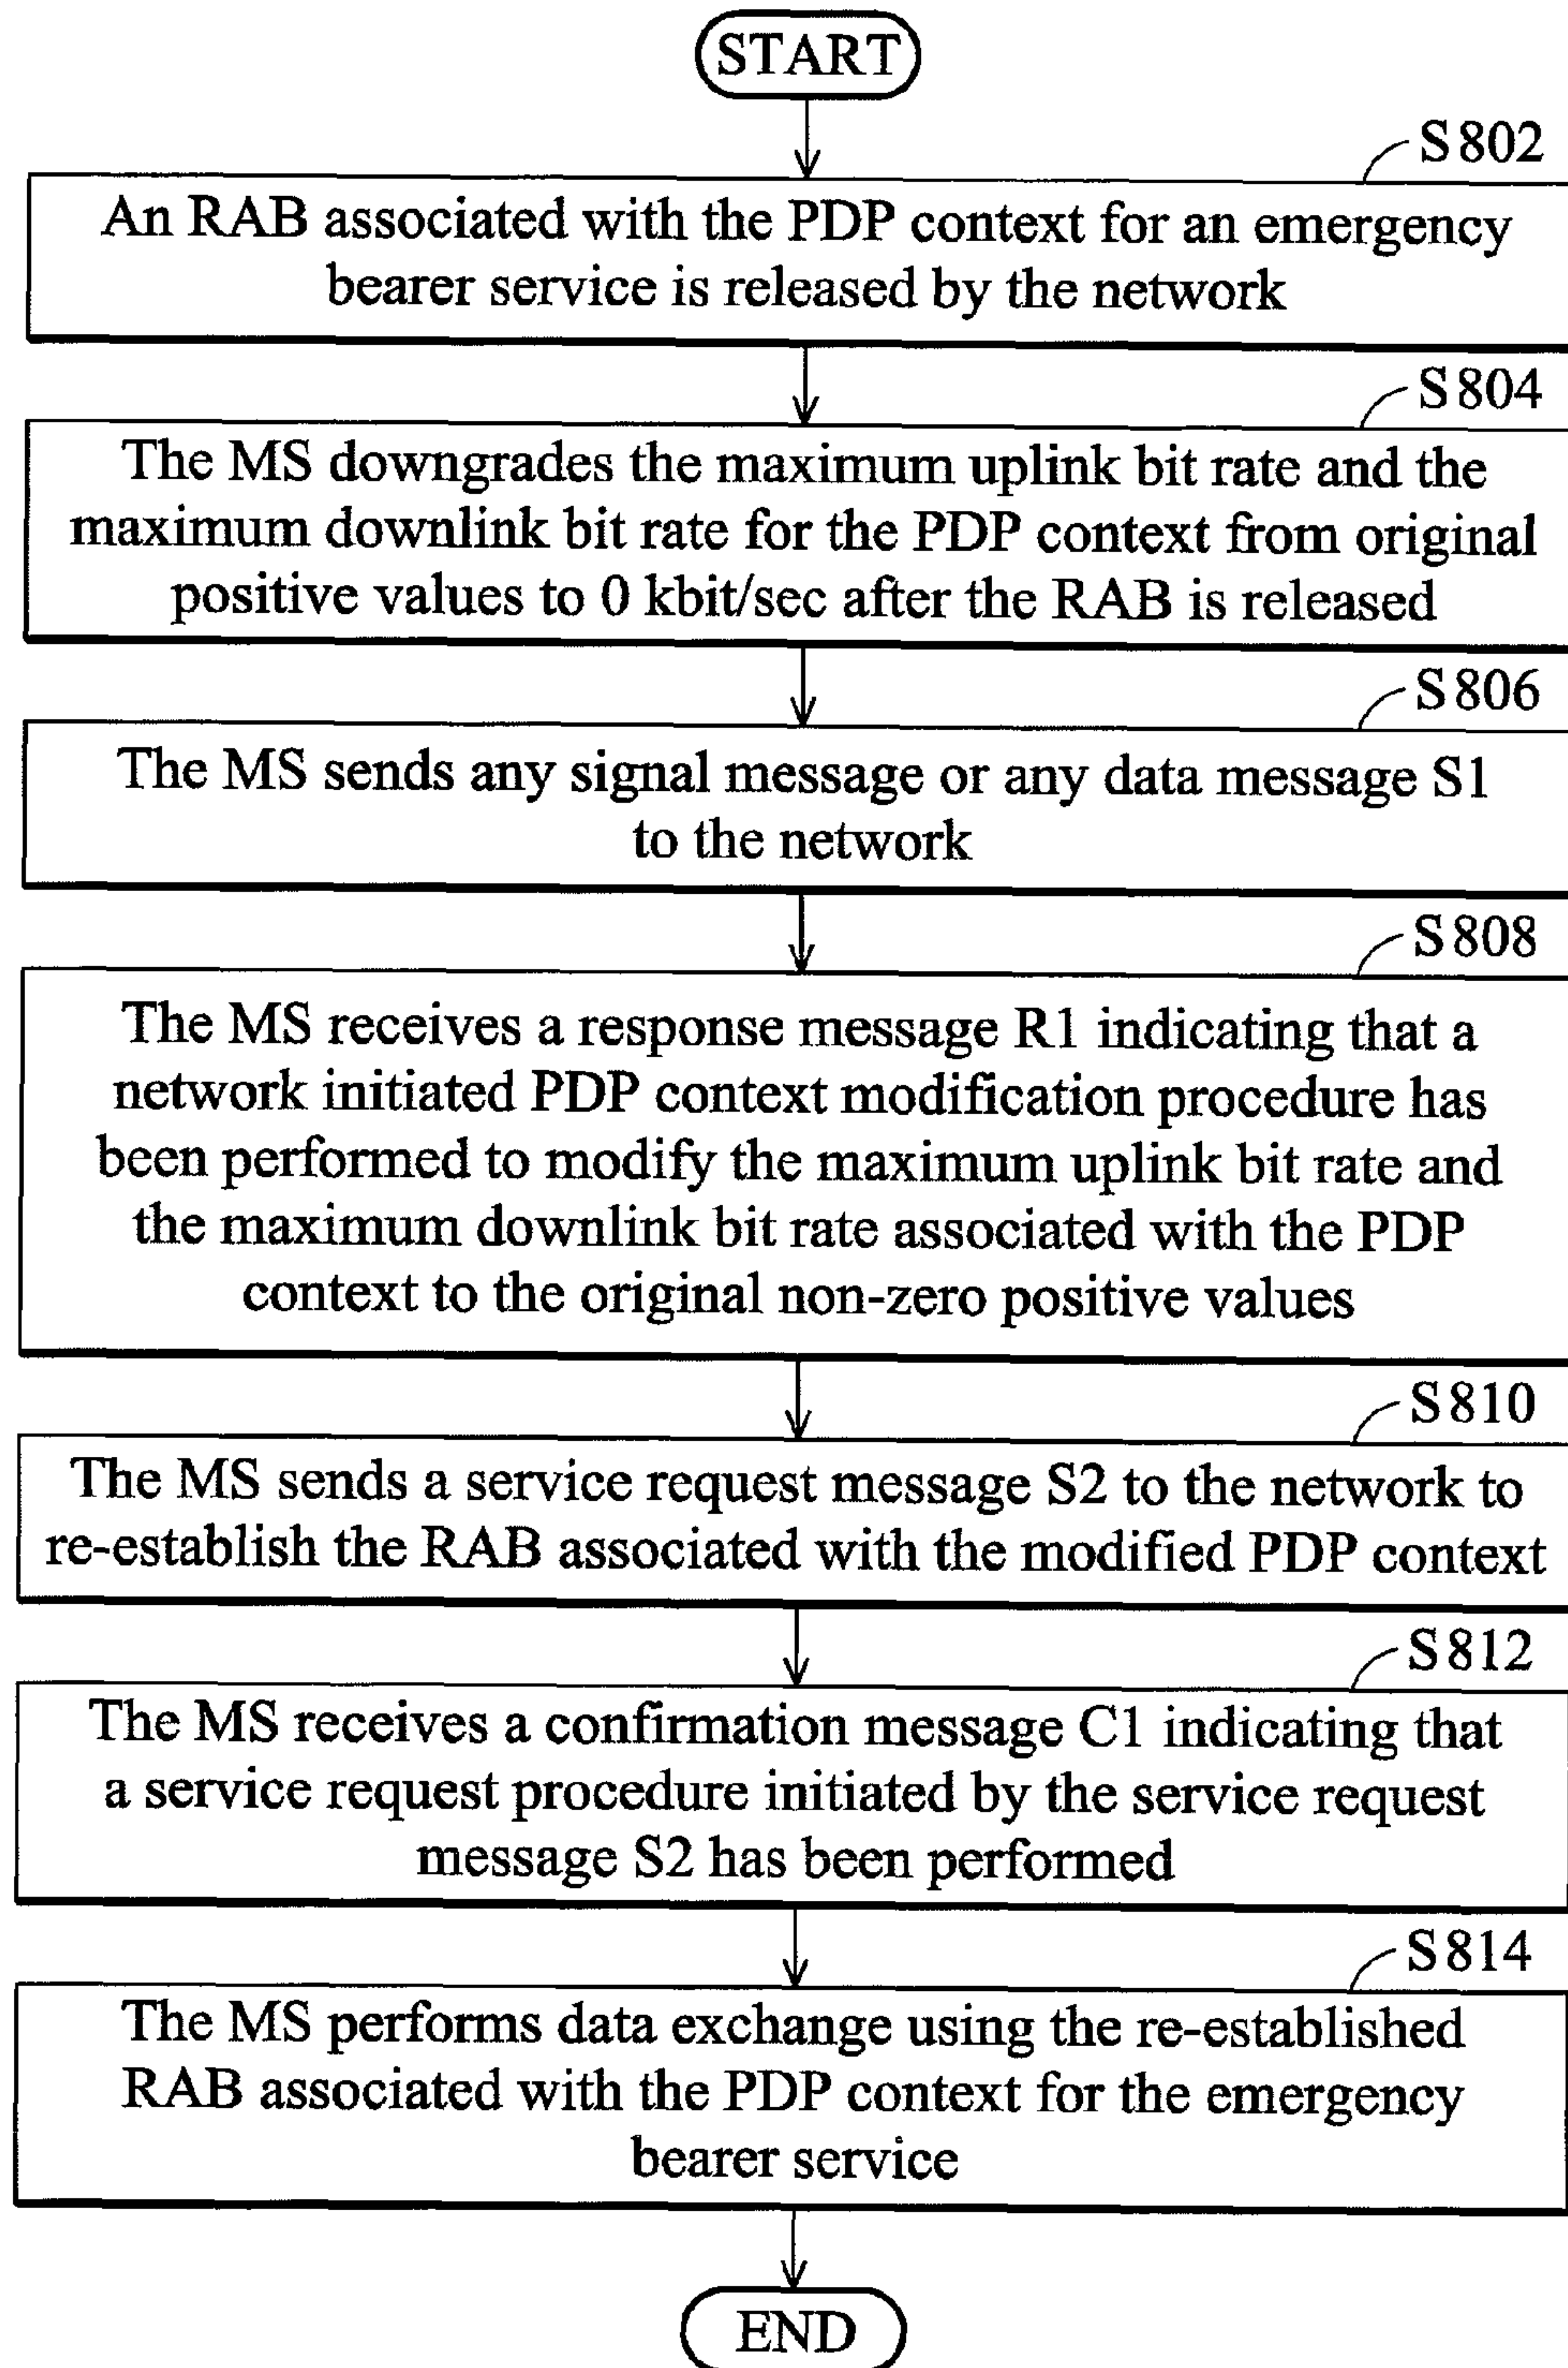 START
S802
An RAB associated with the PDP context for an emergency
bearer service is released by the network
S804
The MS downgrades the maximum uplink bit rate and the
maximum downlink bit rate for the PDP context from original
positive values to 0 kbit/sec after the RAB is released
S806
The MS sends any signal message or any data message S1
to the network
S808
The MS receives a response message R1 indicating that a
network initiated PDP context modification procedure has
been performed to modify the maximum uplink bit rate and
the maximum downlink bit rate associated with the PDP
context to the original non-zero positive values
S810
The MS sends a service request message S2 to the network to
re-establish the RAB associated with the modified PDP context
S812
The MS receives a confirmation message C1 indicating that
a service request procedure initiated by the service request
message S2 has been performed
S814
The MS performs data exchange using the re-established
RAB associated with the PDP context for the emergency
bearer service
END